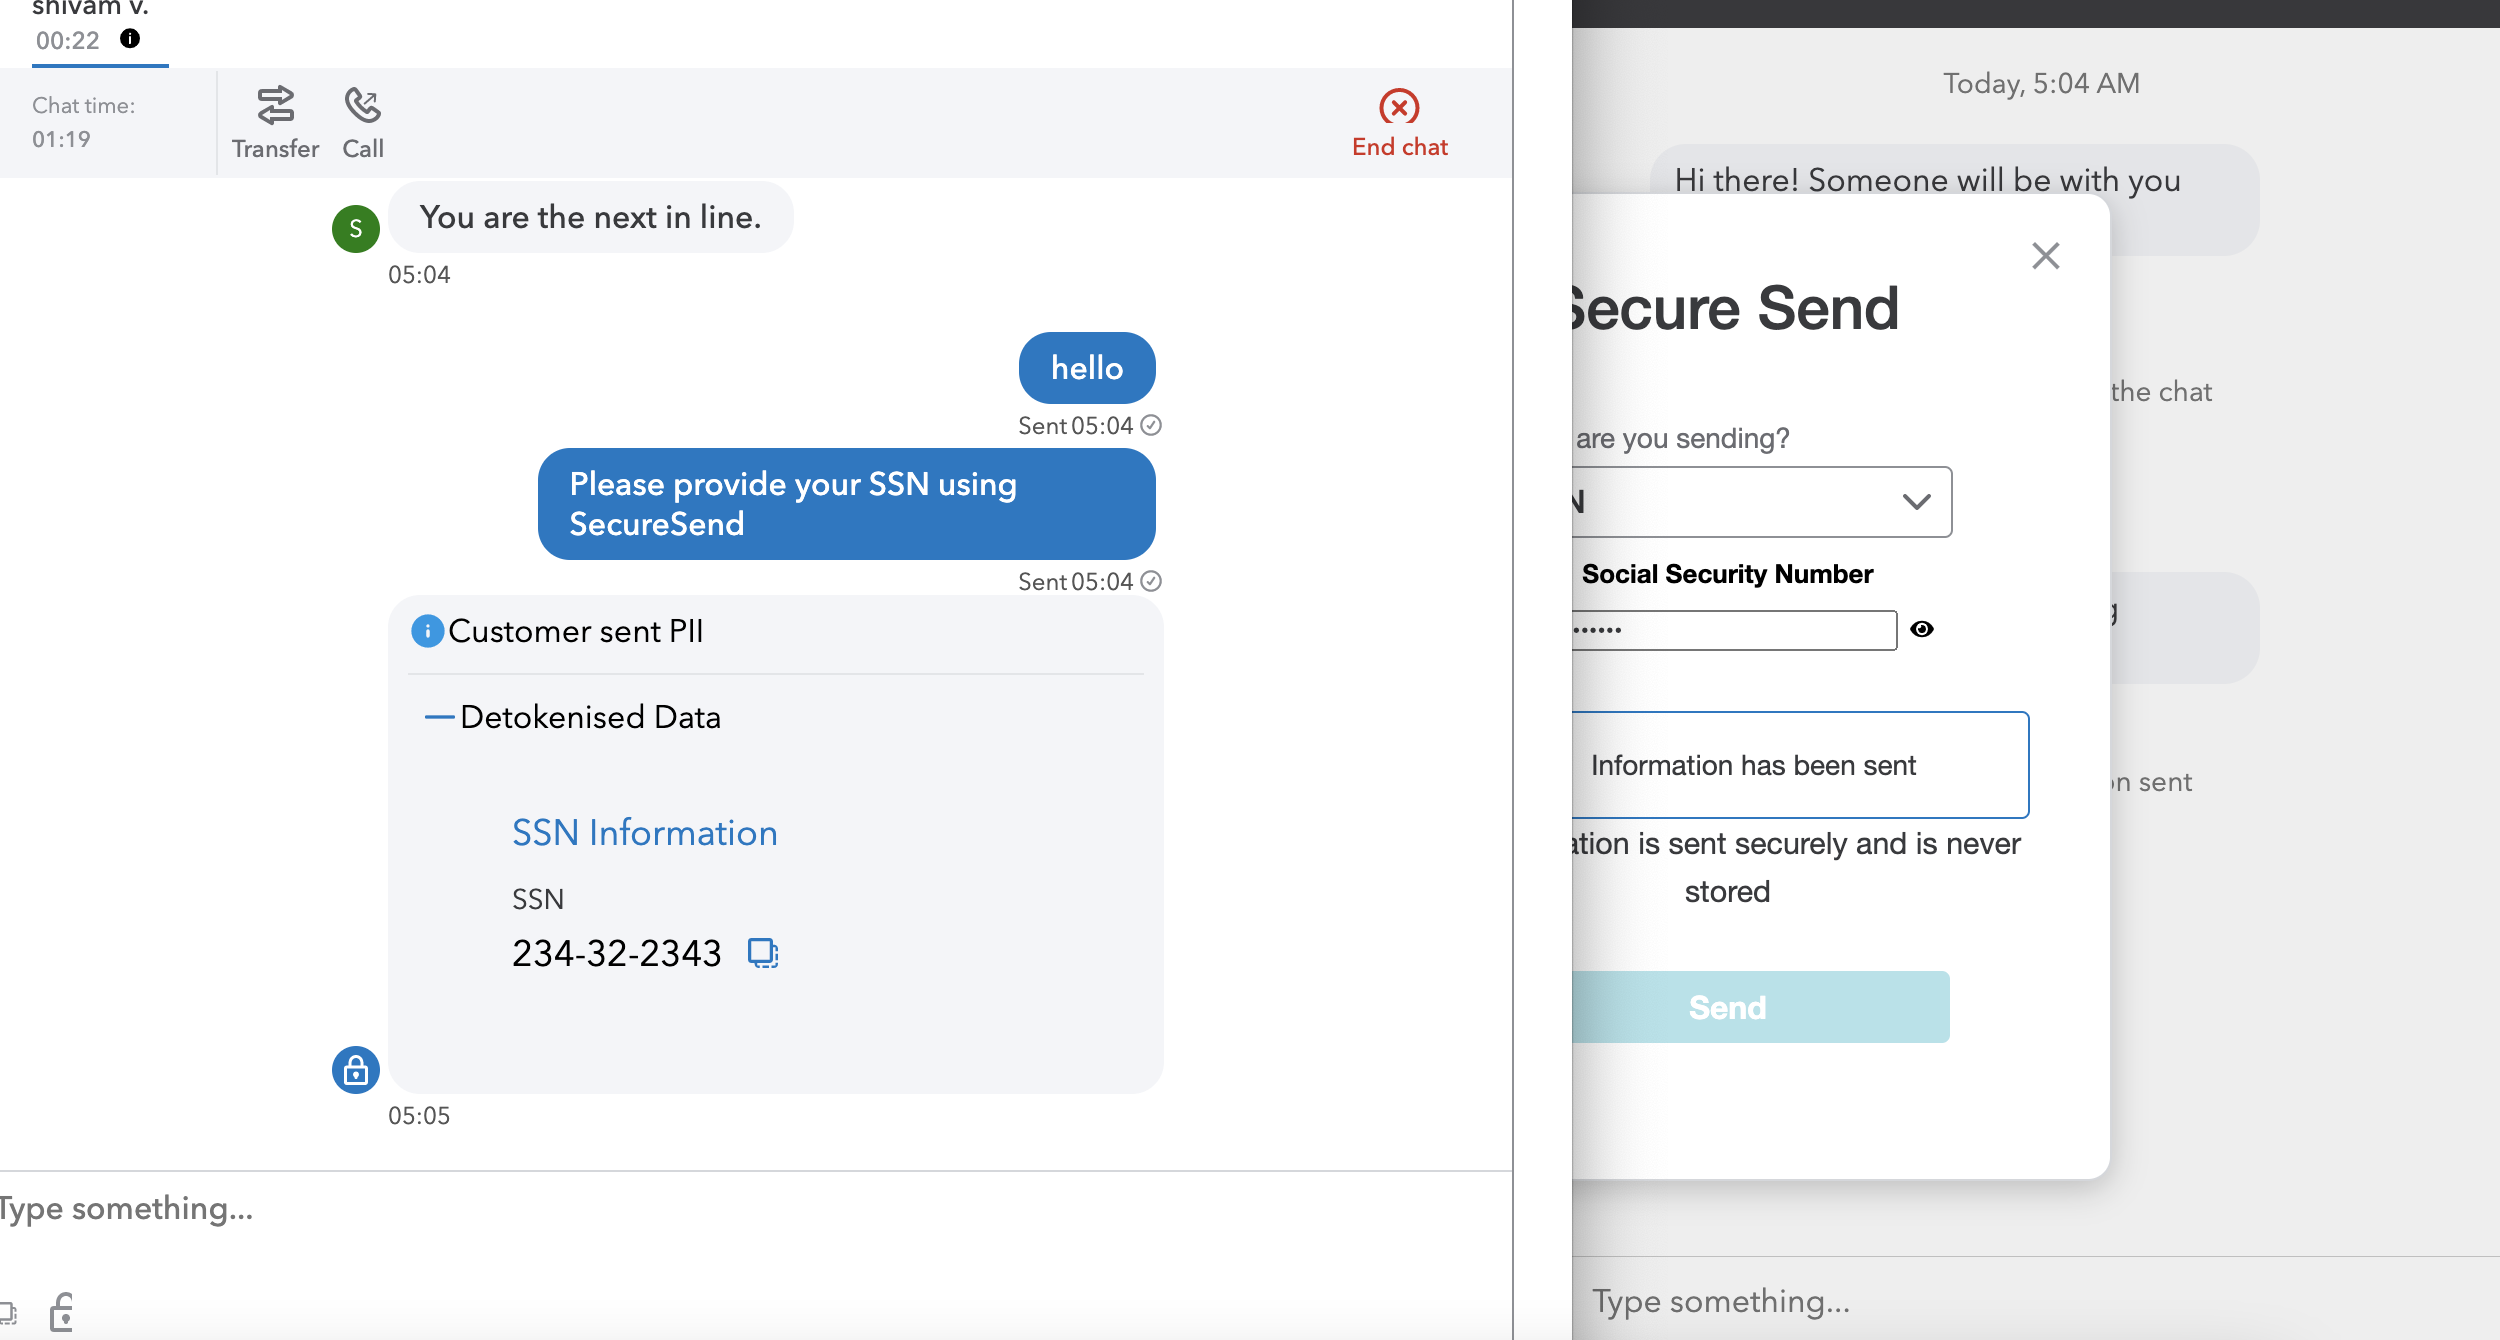 shivam v.
00:22
Chat time:
01:19
Transfer
Call
End chat
S
You are the next in line.
05:04
hello
Sent 05:04
Please provide your SSN using
SecureSend
Sent 05:04
Customer sent PII
Detokenised Data
SSN Information
SSN
234-32-2343
05:05
Type something...
Today, 5:04 AM
Hi there! Someone will be with you
Secure Send
the chat
are you sending?
Social Security Number
Information has been sent
sent
is sent securely and is never
stored
Send
Type something...